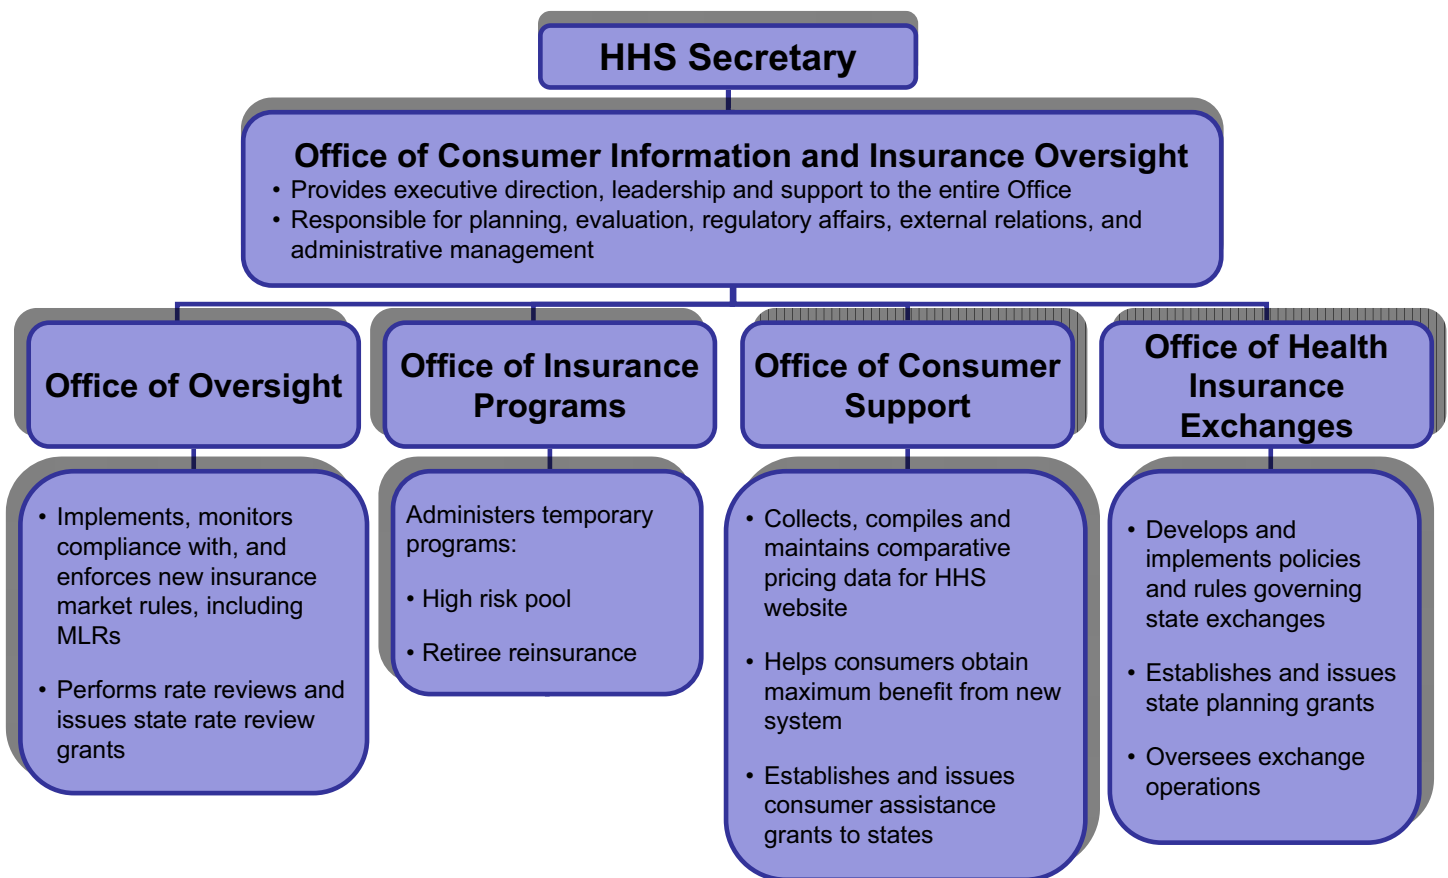 HHS Secretary
Office of Consumer Information and Insurance Oversight
• Provides executive direction, leadership and support to the entire Office
• Responsible for planning, evaluation, regulatory affairs, external relations, and
administrative management
Office of Oversight
• Implements, monitors
compliance with, and
enforces new insurance
market rules, including
MLRs
• Performs rate reviews and
issues state rate review
grants
Office of Insurance
Programs
Administers temporary
programs:
• High risk pool
• Retiree reinsurance
Office of Consumer
Support
• Collects, compiles and
maintains comparative
pricing data for HHS
website
• Helps consumers obtain
maximum benefit from new
system
• Establishes and issues
consumer assistance
grants to states
Office of Health
Insurance
Exchanges
• Develops and
implements policies
and rules governing
state exchanges
• Establishes and issues
state planning grants
• Oversees exchange
operations